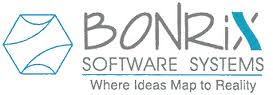 BONRiX
SOFTWARE SYSTEMS
Where Ideas Map to Reality